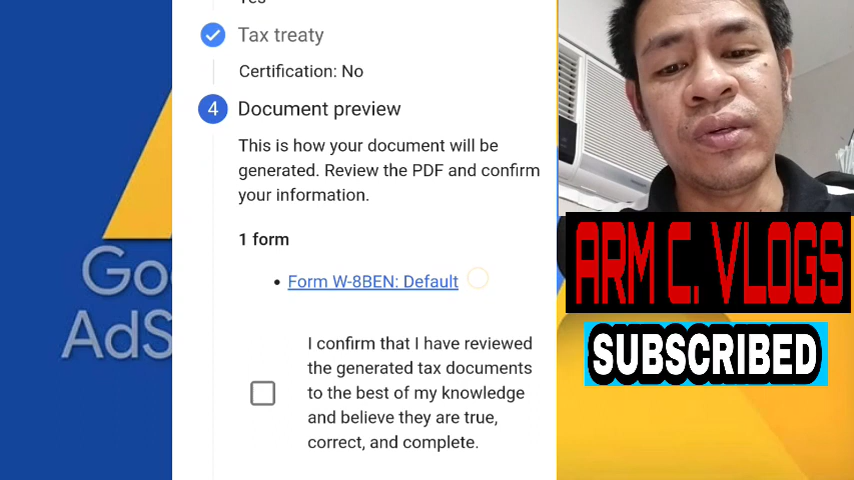 Tax treaty
Certification: No
4 Document preview
This is how your document will be
generated. Review the PDF and confirm
your information.
1 form
Form W-8BEN: Default
I confirm that I have reviewed
the generated tax documents
to the best of my knowledge
and believe they are true,
correct, and complete.
Go
AdS
ARM C. VLOGS
SUBSCRIBED